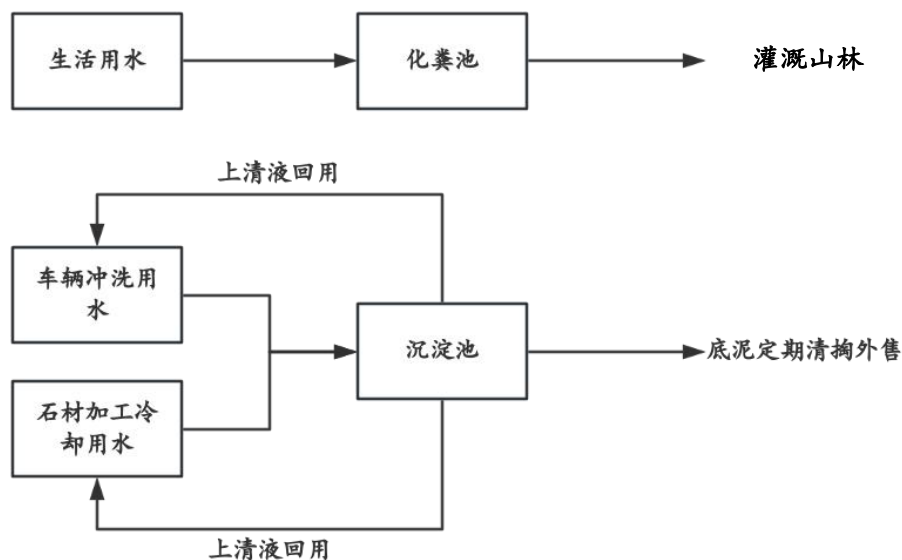 生活用水
化粪池
灌溉山林
上清液回用
车辆冲洗用
水
沉淀池
底泥定期清掏外售
石材加工冷
却用水
上清液回用